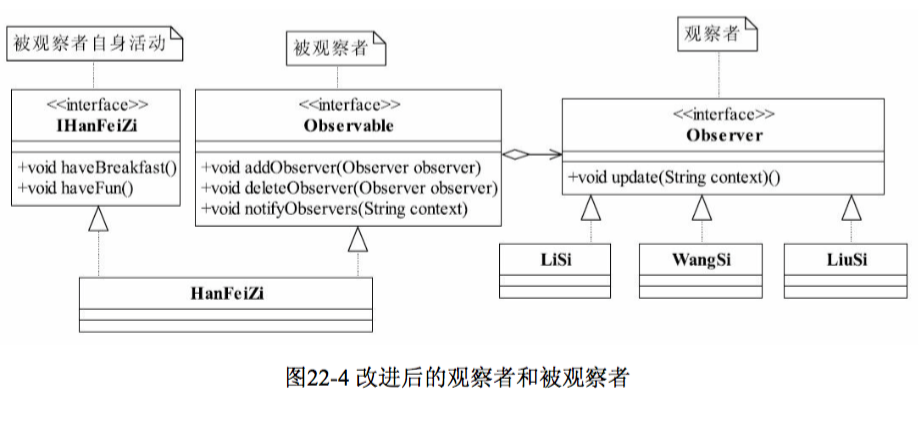 被观察者自身活动
被观察者
观察者
<<interface>>
IHanFeiZi
+void haveBreakfast()
+void haveFun()
<<interface>>
Observable
+void addObserver(Observer observer)
+void deleteObserver(Observer observer)
+void notifyObservers(String context)
<<interface>>
Observer
+void update(String context)()
LiSi
WangSi
LiuSi
HanFeiZi
图22-4 改进后的观察者和被观察者